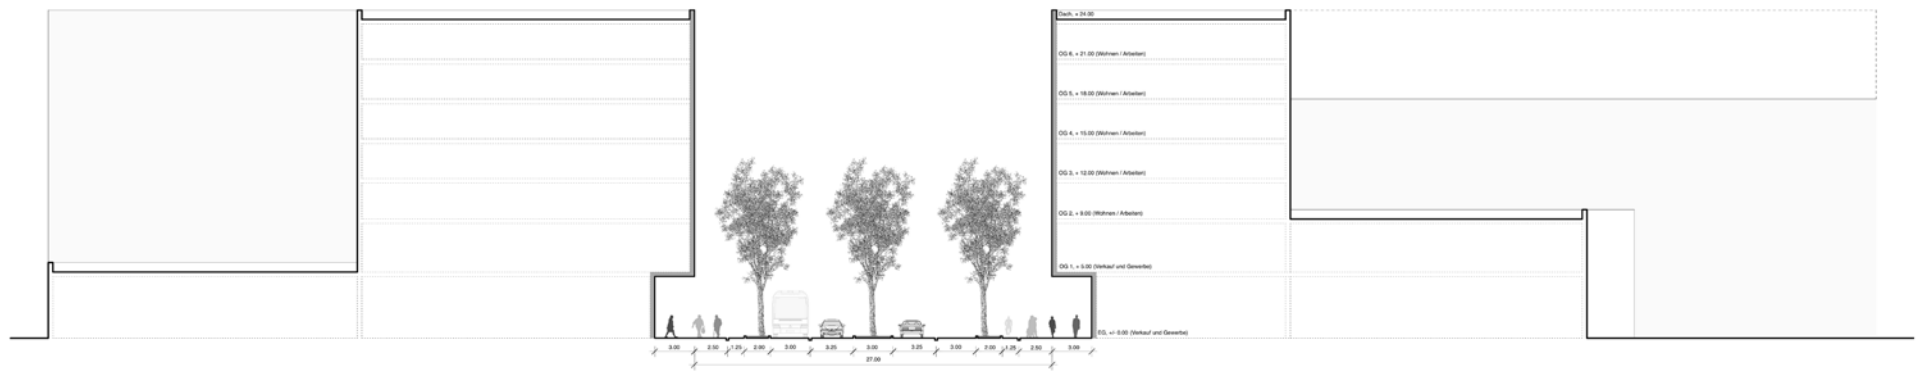 Dach, + 24.00
OG 6, + 21.00 (Wohnen / Arbeiten)
OG 5, + 18.00 (Wohnen / Arbeiten)
OG 4, + 15.00 (Wohnen / Arbeiten)
OG 3, + 12.00 (Wohnen / Arbeiten)
OG 2, + 9.00 (Wohnen / Arbeiten)
OG 1, + 5.00 (Verkauf und Gewerbe)
EG, +/- 0.00 (Verkauf und Gewerbe)
3.00 2.50 1.25 2.00 3.00 3.25 3.00 3.25 3.00 2.00 1.25 2.50 3.00
27.00